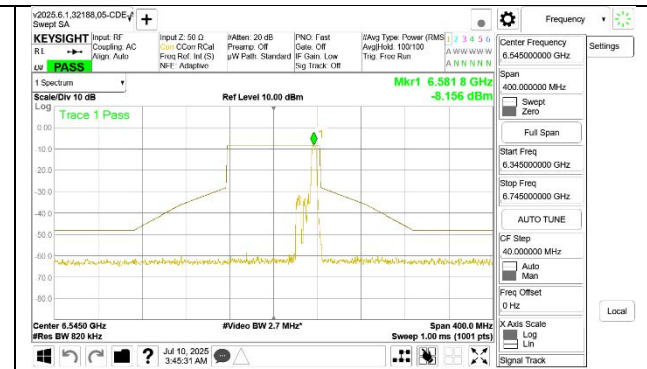 v2025.6.1,32188,05-CDE
Swept SA
Frequency
KEYSIGHT
RL
PASS
Input: RF
Coupling: AC
Align: Auto
Input Z: 50 Ω
Corr CCorr RCal
Freq Ref: Int (S)
NFE: Adaptive
#Atten: 20 dB
Preamp: Off
µW Path: Standard
PNO: Fast
Gate: Off
IF Gain: Low
Sig Track: Off
#Avg Type: Power (RMS)
Avg|Hold: 100/100
Trig: Free Run
1 2 3 4 5 6
A W W W W W
A N N N N N
1 Spectrum
Scale/Div 10 dB
Ref Level 10.00 dBm
Mkr1 6.581 8 GHz
-8.156 dBm
Log
Trace 1 Pass
0.00
-10.0
-20.0
-30.0
-40.0
-50.0
-60.0
-70.0
-80.0
Center 6.5450 GHz
#Res BW 820 kHz
#Video BW 2.7 MHz*
Span 400.0 MHz
Sweep 1.00 ms (1001 pts)
Jul 10, 2025
3:45:31 AM
Center Frequency
6.545000000 GHz
Settings
Span
400.000000 MHz
Swept
Zero
Full Span
Start Freq
6.345000000 GHz
Stop Freq
6.745000000 GHz
AUTO TUNE
CF Step
40.000000 MHz
Auto
Man
Freq Offset
0 Hz
X Axis Scale
Log
Lin
Local
Signal Track